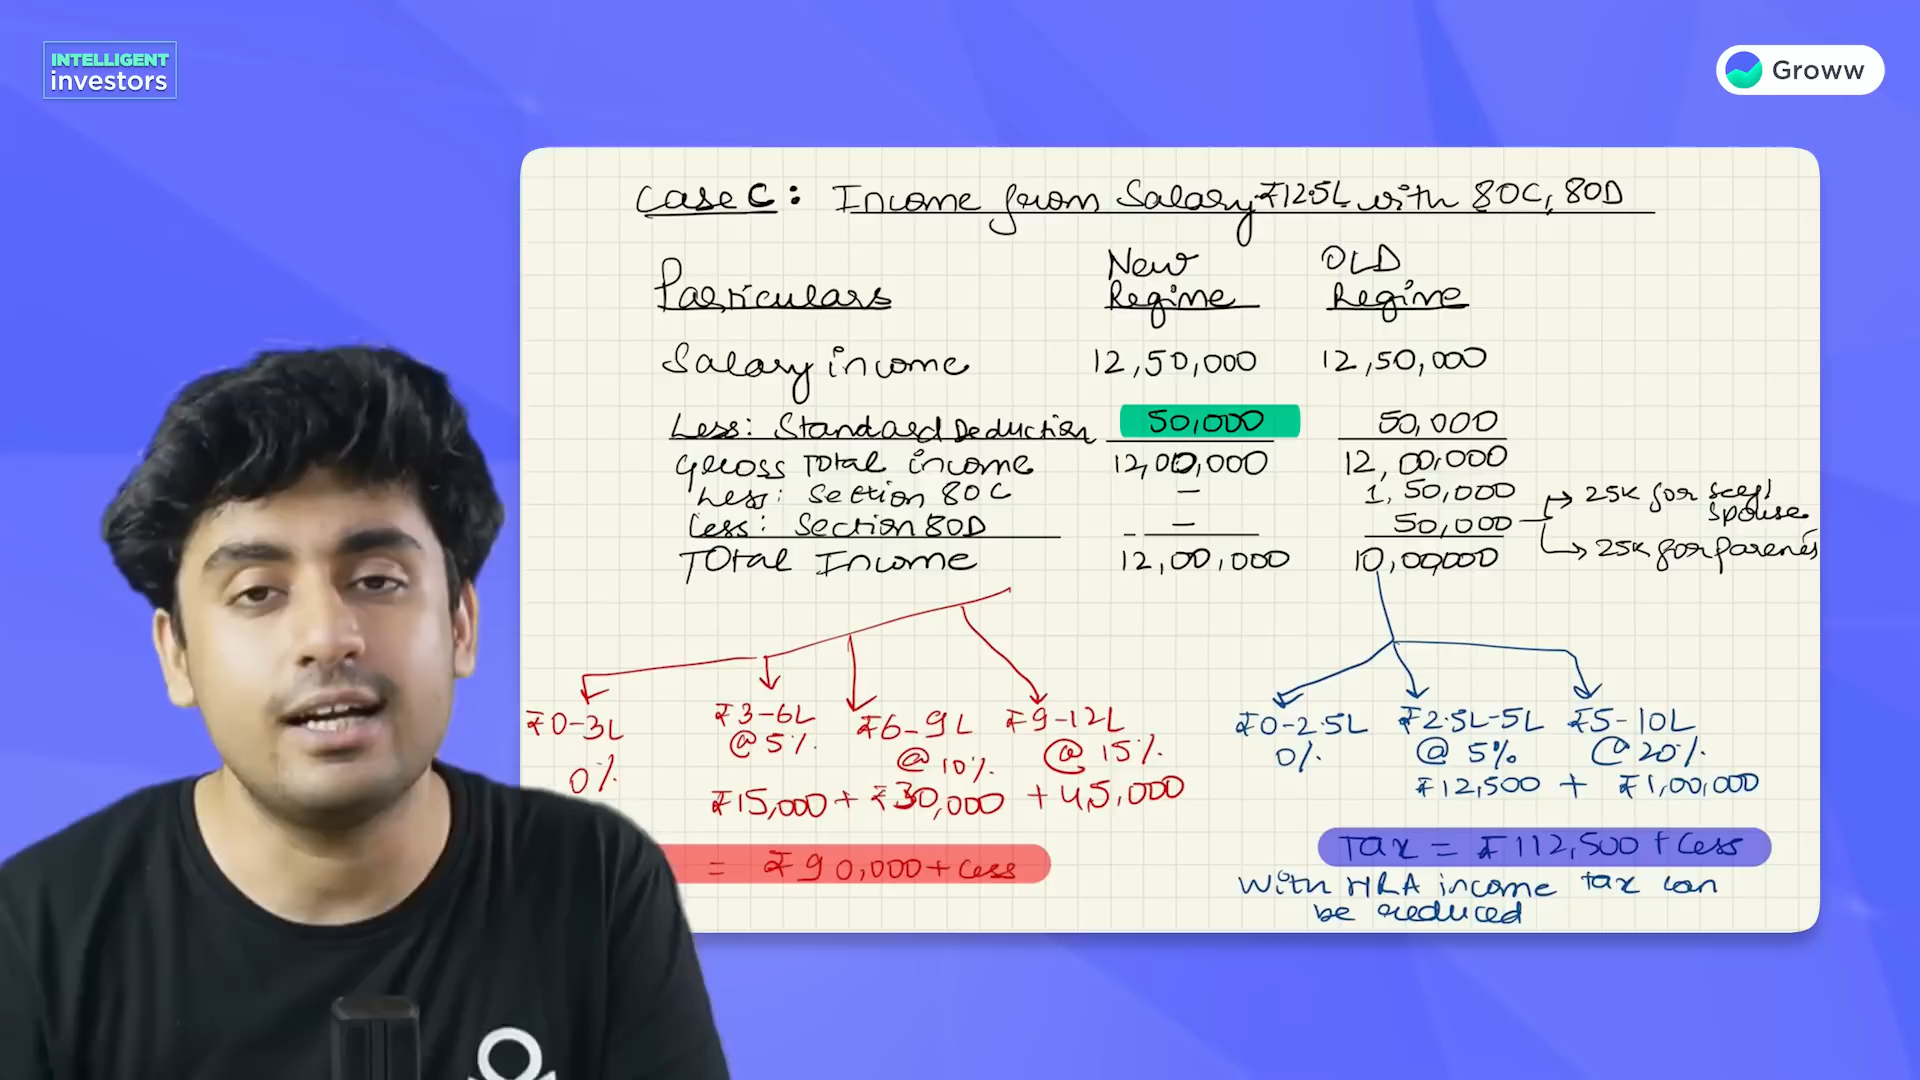 INTELLIGENT
investors
Groww
Case C: Income from Salary ₹12.5L with 80C, 80D
Particulars New Regime OLD Regime
Salary income 12,50,000 12,50,000
Less: Standard Deduction 50,000 50,000
Gross Total income 12,00,000 12,00,000
Less: Section 80C – 1,50,000
Less: Section 80D – 50,000
→ 25K for self, spouse
→ 25K for parents
Total Income 12,00,000 10,00,000
₹0-3L ₹3-6L ₹6-9L ₹9-12L
0% @ 5% @ 10% @ 15%
₹15,000 + ₹30,000 + 45,000
= ₹90,000 + Cess
₹0-2.5L ₹2.5L-5L ₹5-10L
0% @ 5% @ 20%
₹12,500 + ₹1,00,000
Tax = ₹112,500 + Cess
With HRA income tax can
be reduced